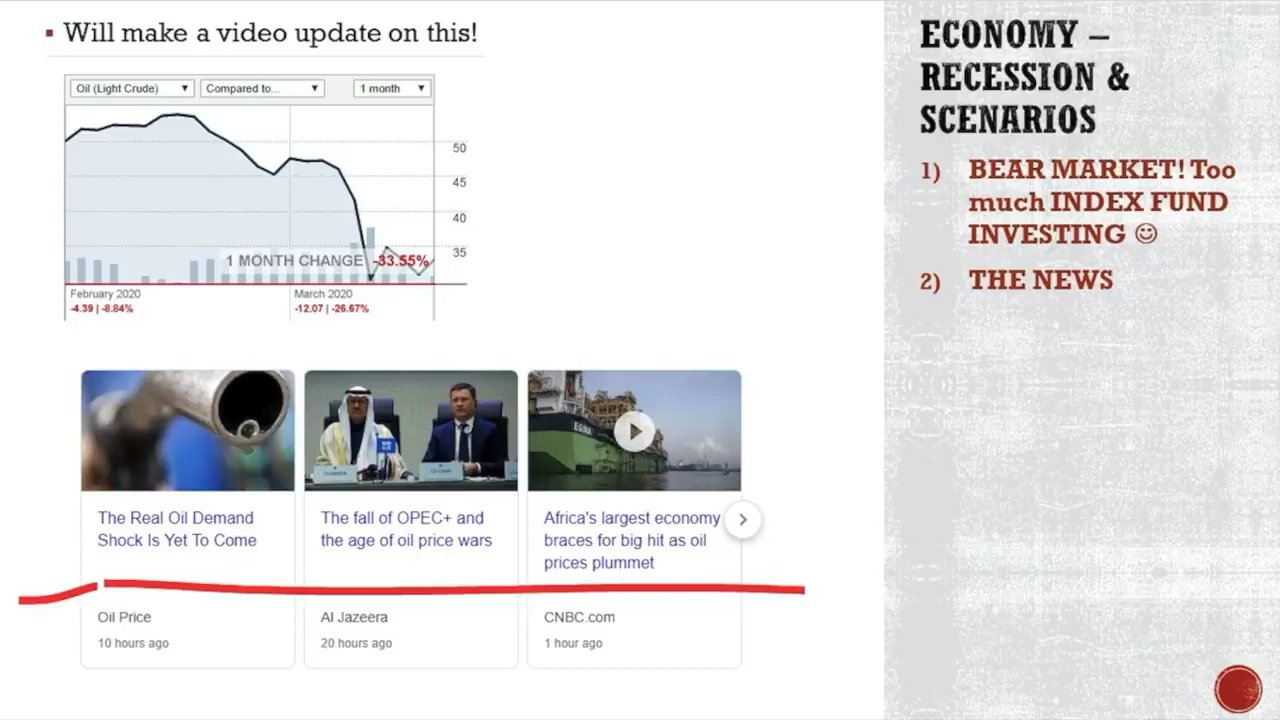 Will make a video update on this!
Oil (Light Crude)
Compared to...
1 month
50
45
40
35
1 MONTH CHANGE -33.55%
February 2020
-4.39 | -8.84%
March 2020
-12.07 | -26.67%
EGINA
The Real Oil Demand
Shock Is Yet To Come
The fall of OPEC+ and
the age of oil price wars
Africa's largest economy
braces for big hit as oil
prices plummet
Oil Price
10 hours ago
Al Jazeera
20 hours ago
CNBC.com
1 hour ago
ECONOMY –
RECESSION &
SCENARIOS
1) BEAR MARKET! Too
much INDEX FUND
INVESTING ☺
2) THE NEWS